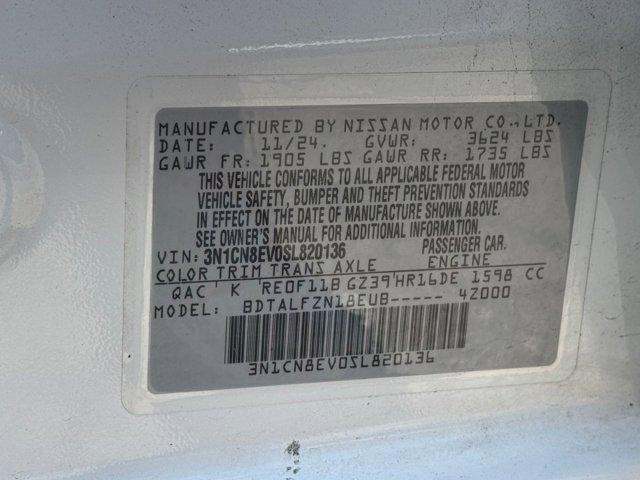 MANUFACTURED BY NISSAN MOTOR CO., LTD.
DATE: 11/24. GVWR: 3624 LBS
GAWR FR: 1905 LBS GAWR RR: 1735 LBS
THIS VEHICLE CONFORMS TO ALL APPLICABLE FEDERAL MOTOR
VEHICLE SAFETY, BUMPER AND THEFT PREVENTION STANDARDS
IN EFFECT ON THE DATE OF MANUFACTURE SHOWN ABOVE.
SEE OWNER'S MANUAL FOR ADDITIONAL INFORMATION.
VIN: 3N1CN8EV0SL820136 PASSENGER CAR.
COLOR TRIM TRANS AXLE ENGINE
QAC K RE0F11B GZ39 HR16DE 1598 CC
MODEL: BDTALFZN18EUB----- 4Z000
3N1CN8EV0SL820136